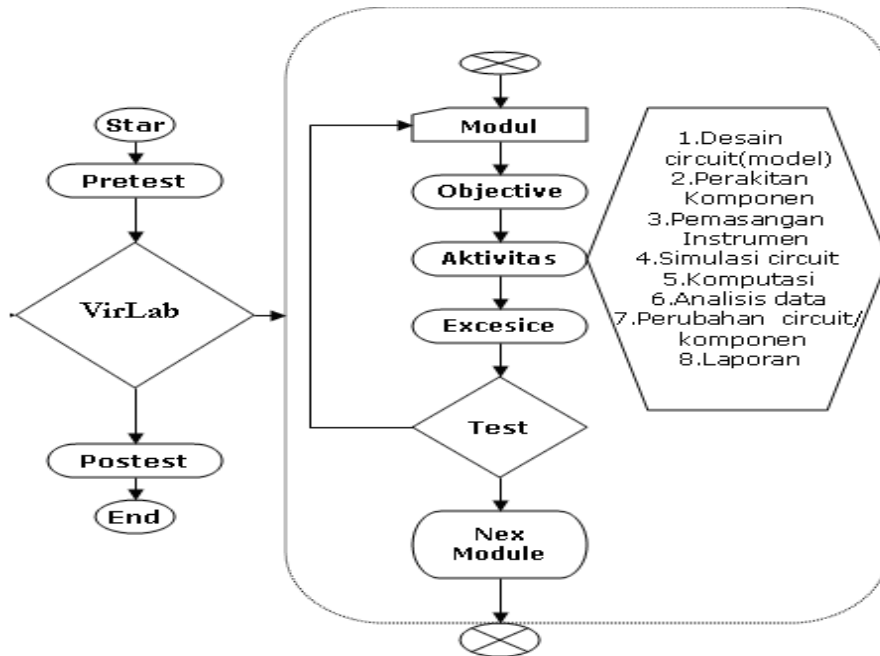 Star
Pretest
VirLab
Postest
End
Modul
Objective
Aktivitas
Excesice
Test
Nex
Module
1.Desain
circuit(model)
2.Perakitan
Komponen
3.Pemasangan
Instrumen
4.Simulasi circuit
5.Komputasi
6.Analisis data
7.Perubahan circuit/
komponen
8.Laporan